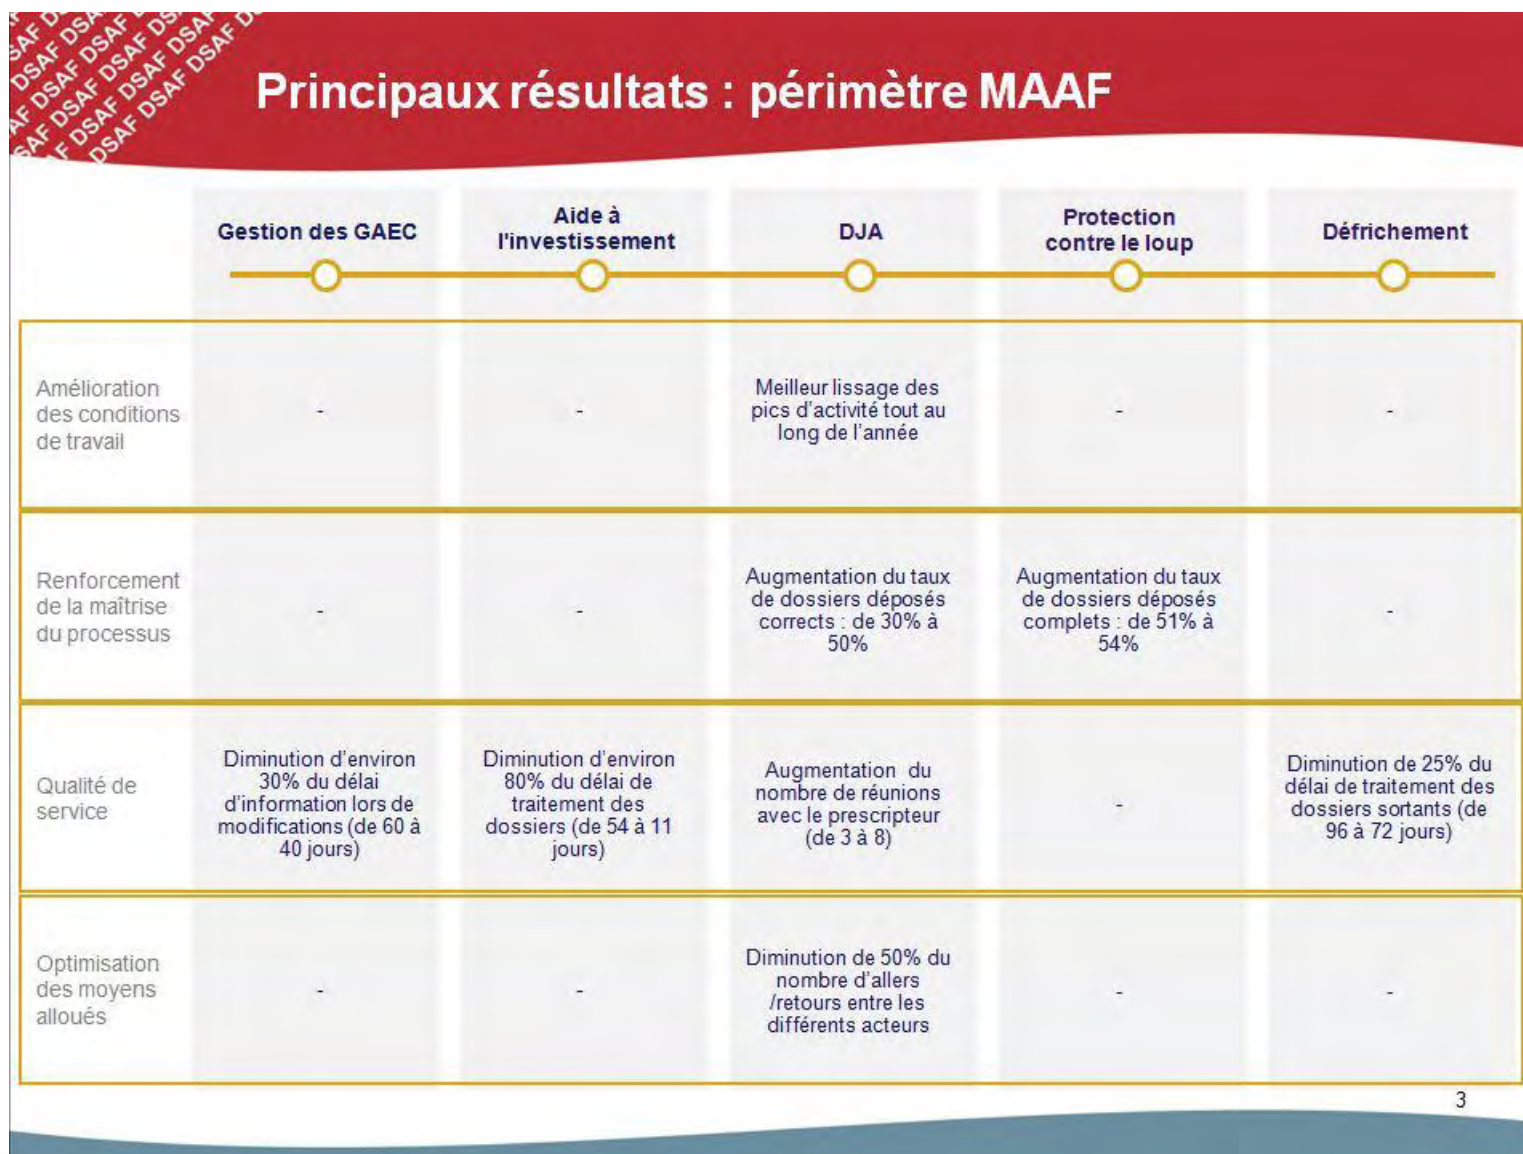 DSAF DSAF DSAF DSAF
Principaux résultats : périmètre MAAF
Gestion des GAEC
Aide à
l'investissement
DJA
Protection
contre le loup
Défrichement
Amélioration
des conditions
de travail
-
-
Meilleur lissage des
pics d'activité tout au
long de l'année
-
-
Renforcement
de la maîtrise
du processus
-
-
Augmentation du taux
de dossiers déposés
corrects : de 30% à
50%
Augmentation du taux
de dossiers déposés
complets : de 51% à
54%
-
Qualité de
service
Diminution d'environ
30% du délai
d'information lors de
modifications (de 60 à
40 jours)
Diminution d'environ
80% du délai de
traitement des
dossiers (de 54 à 11
jours)
Augmentation du
nombre de réunions
avec le prescripteur
(de 3 à 8)
-
Diminution de 25% du
délai de traitement des
dossiers sortants (de
96 à 72 jours)
Optimisation
des moyens
alloués
-
-
Diminution de 50% du
nombre d'allers
/retours entre les
différents acteurs
-
-
3